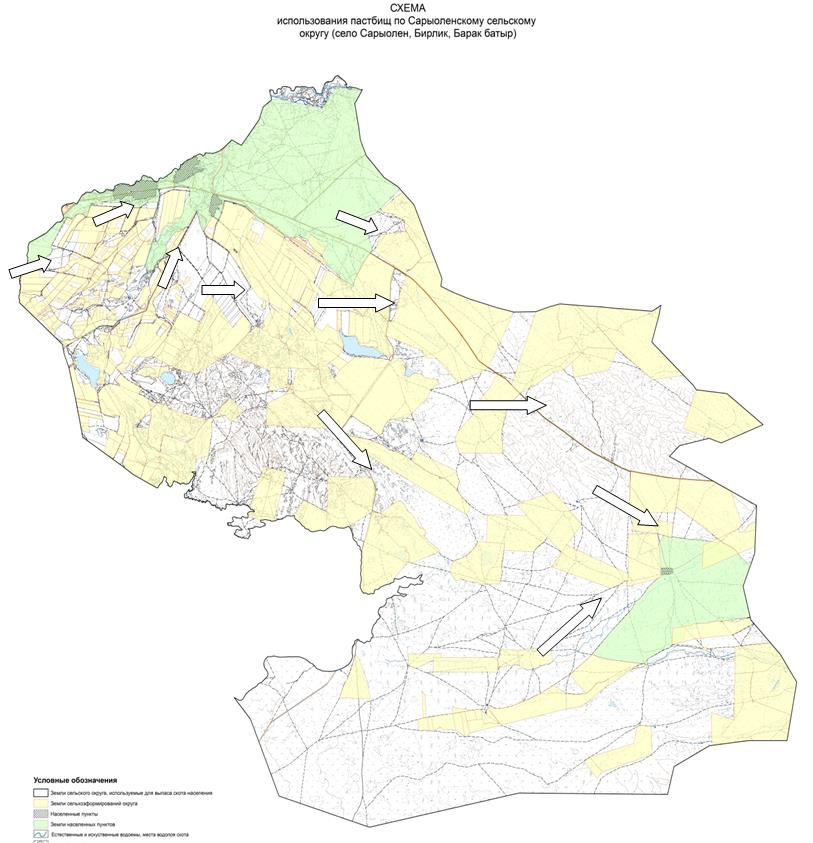 СХЕМА
использования пастбищ по Сарыоленскому сельскому
округу (село Сарыолен, Бирлик, Барак батыр)
Условные обозначения
Земли сельского округа, используемые для выпаса скота населения
Земли сельхозформирований округа
Населенные пункты
Земли населенных пунктов
Естественные и искуственные водоемы, места водопоя скота